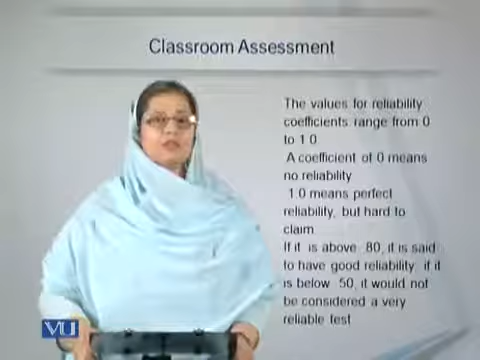 Classroom Assessment
The values for reliability
coefficients range from 0
to 1 0
A coefficient of 0 means
no reliability
1 0 means perfect
reliability, but hard to
claim
If it is above 80, it is said
to have good reliability if it
is below 50, it would not
be considered a very
reliable test
VU